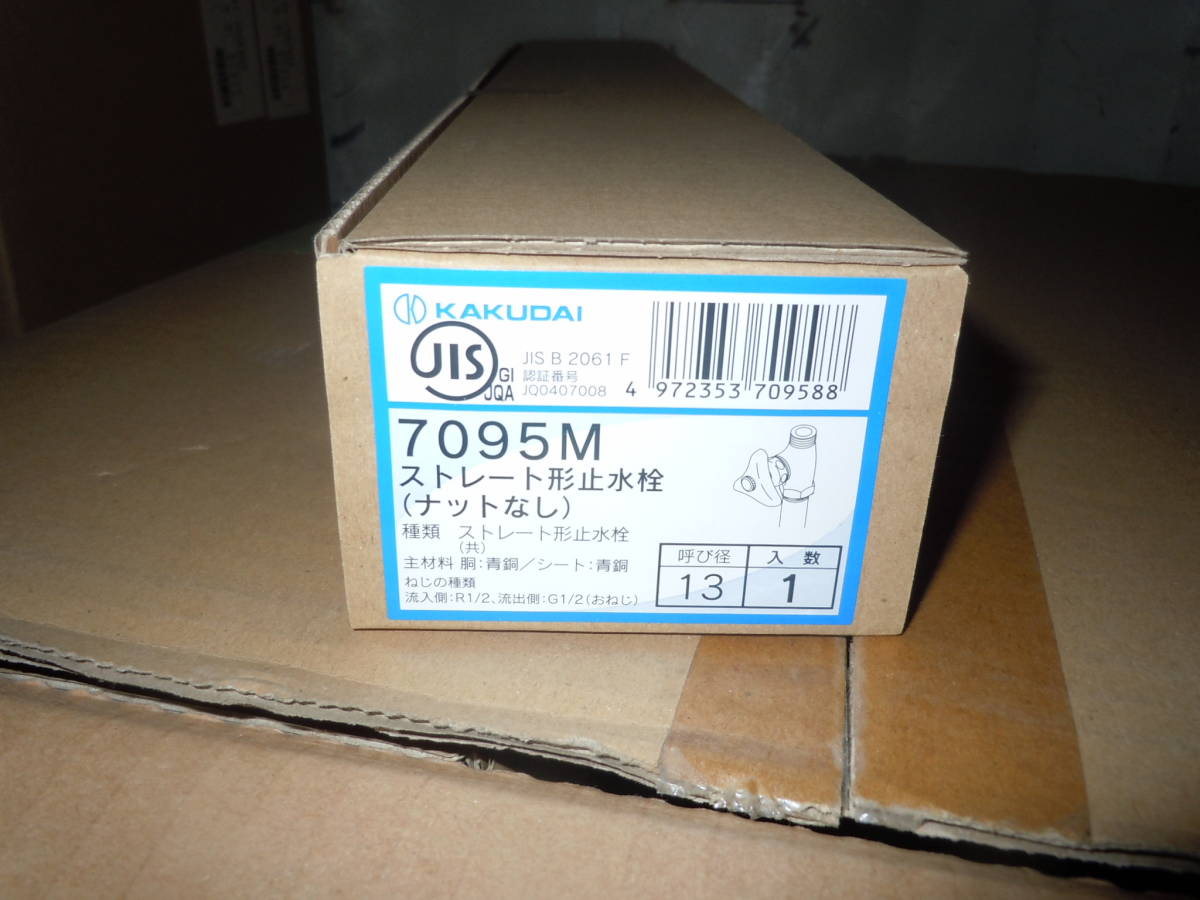 KAKUDAI
JIS
GI
JQA
JIS B 2061 F
認証番号
JQ0407008
4 972353 709588
7095M
ストレート形止水栓
(ナットなし)
種類 ストレート形止水栓
(共)
主材料 胴:青銅/シート:青銅
ねじの種類
流入側:R1/2、流出側:G1/2(おねじ)
呼び径 入数
13 1